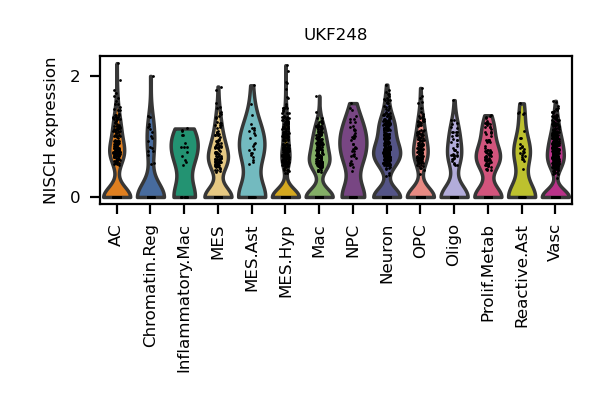 UKF248
NISCH expression
2
0
AC
Chromatin.Reg
Inflammatory.Mac
MES
MES.Ast
MES.Hyp
Mac
NPC
Neuron
OPC
Oligo
Prolif.Metab
Reactive.Ast
Vasc